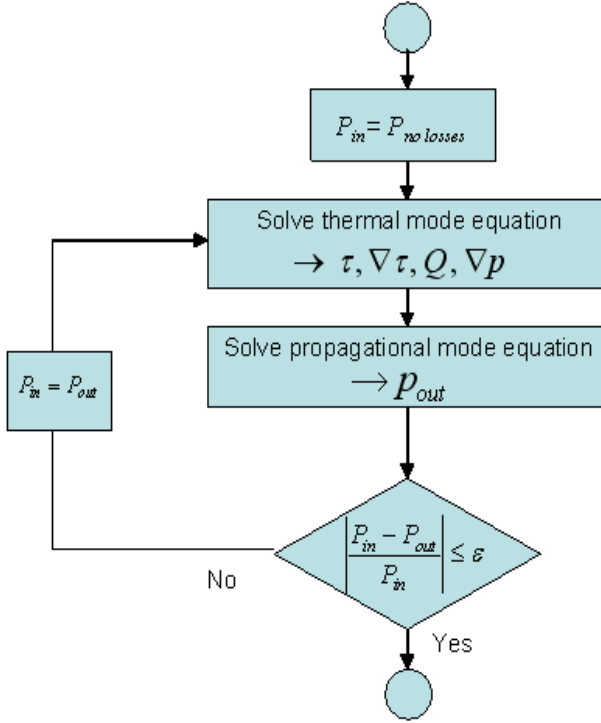 P_in = P_no losses
Solve thermal mode equation
→ τ, ∇τ, Q, ∇p
Solve propagational mode equation
→ p_out
P_in = P_out
|(P_in − P_out) / P_in| ≤ ε
No
Yes